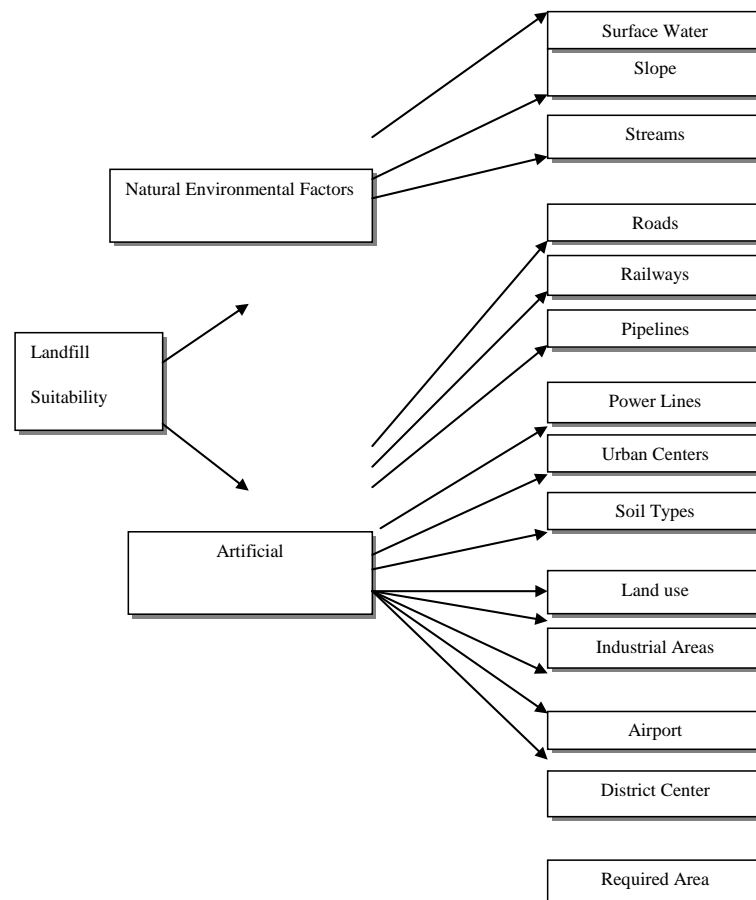 Surface Water
Slope
Streams
Natural Environmental Factors
Roads
Railways
Pipelines
Landfill
Suitability
Power Lines
Urban Centers
Soil Types
Artificial
Land use
Industrial Areas
Airport
District Center
Required Area